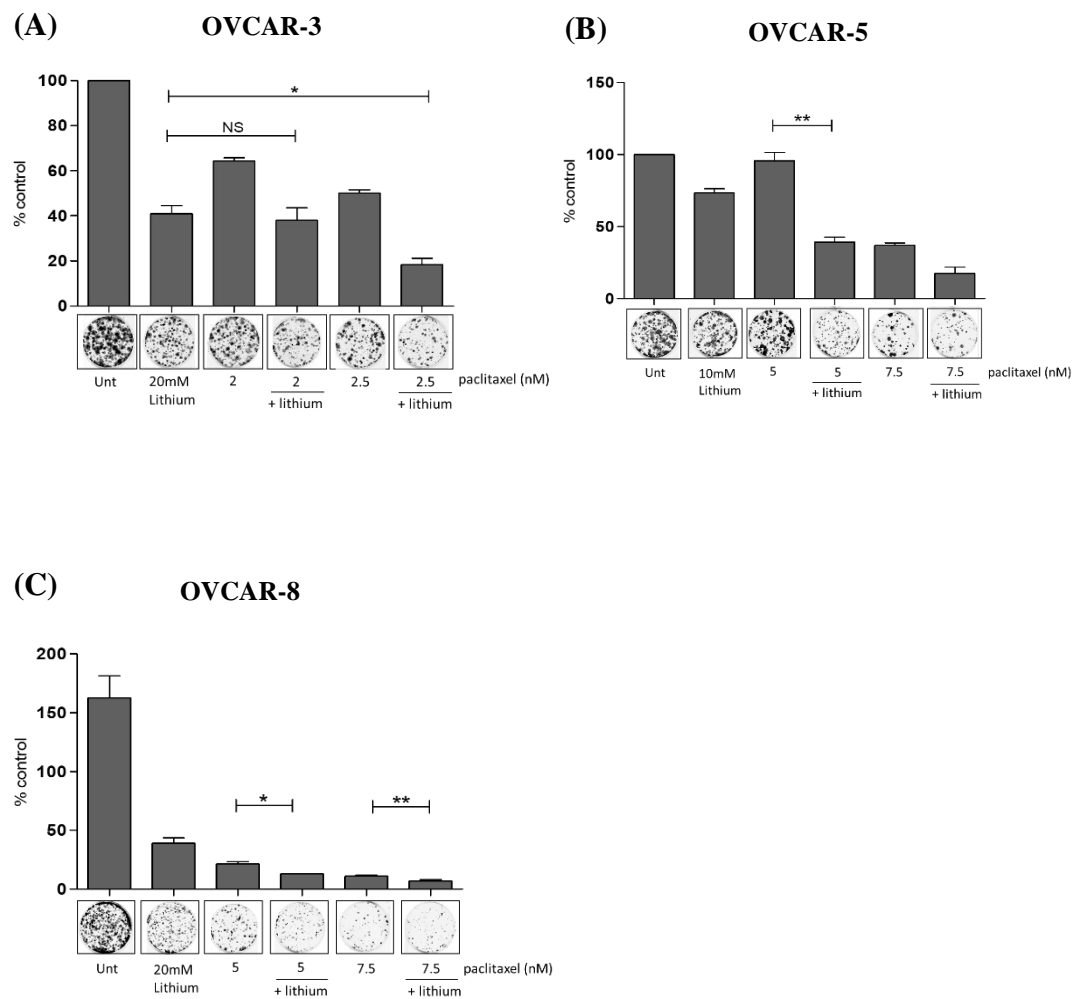 (A) OVCAR-3
% control
100
80
60
40
20
0
*
NS
Unt 20mM Lithium 2 2 + lithium 2.5 2.5 + lithium paclitaxel (nM)
(B) OVCAR-5
% control
150
100
50
0
**
Unt 10mM Lithium 5 5 + lithium 7.5 7.5 + lithium paclitaxel (nM)
(C) OVCAR-8
% control
200
150
100
50
0
*
**
Unt 20mM Lithium 5 5 + lithium 7.5 7.5 + lithium paclitaxel (nM)